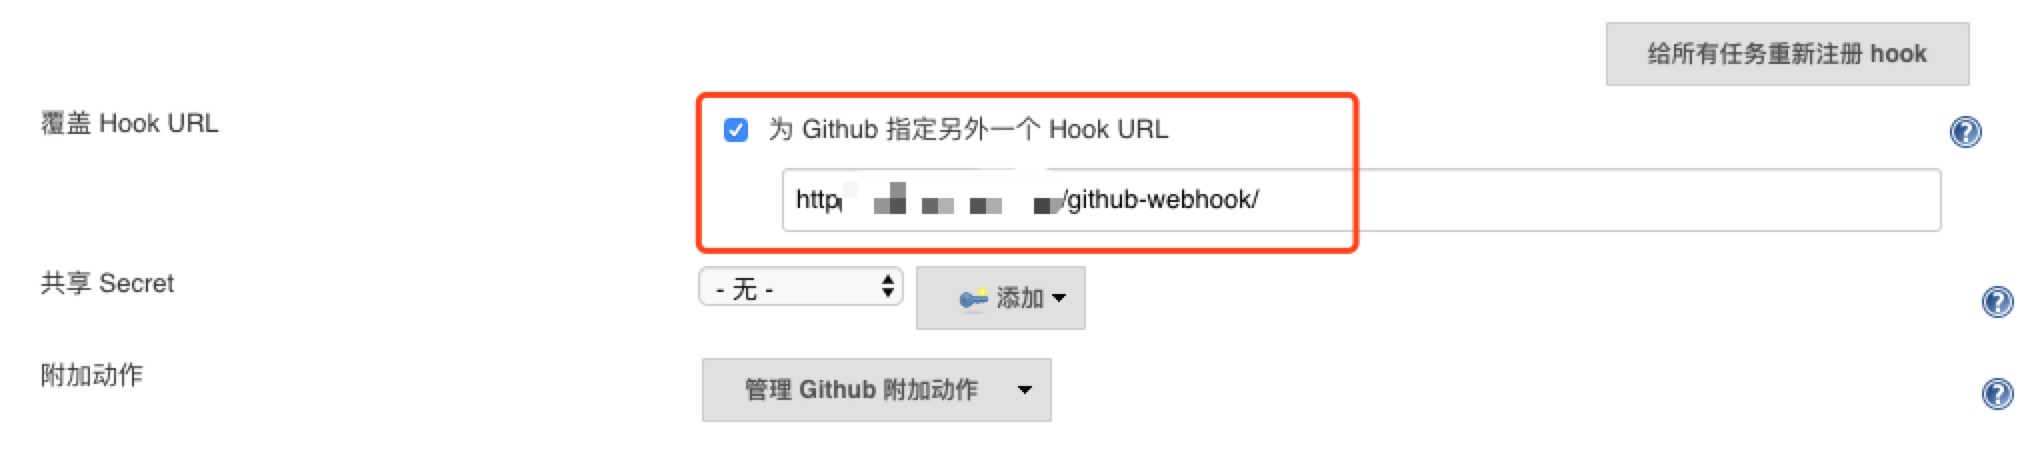 给所有任务重新注册 hook
覆盖 Hook URL
为 Github 指定另外一个 Hook URL
http /github-webhook/
共享 Secret
- 无 -
添加
附加动作
管理 Github 附加动作